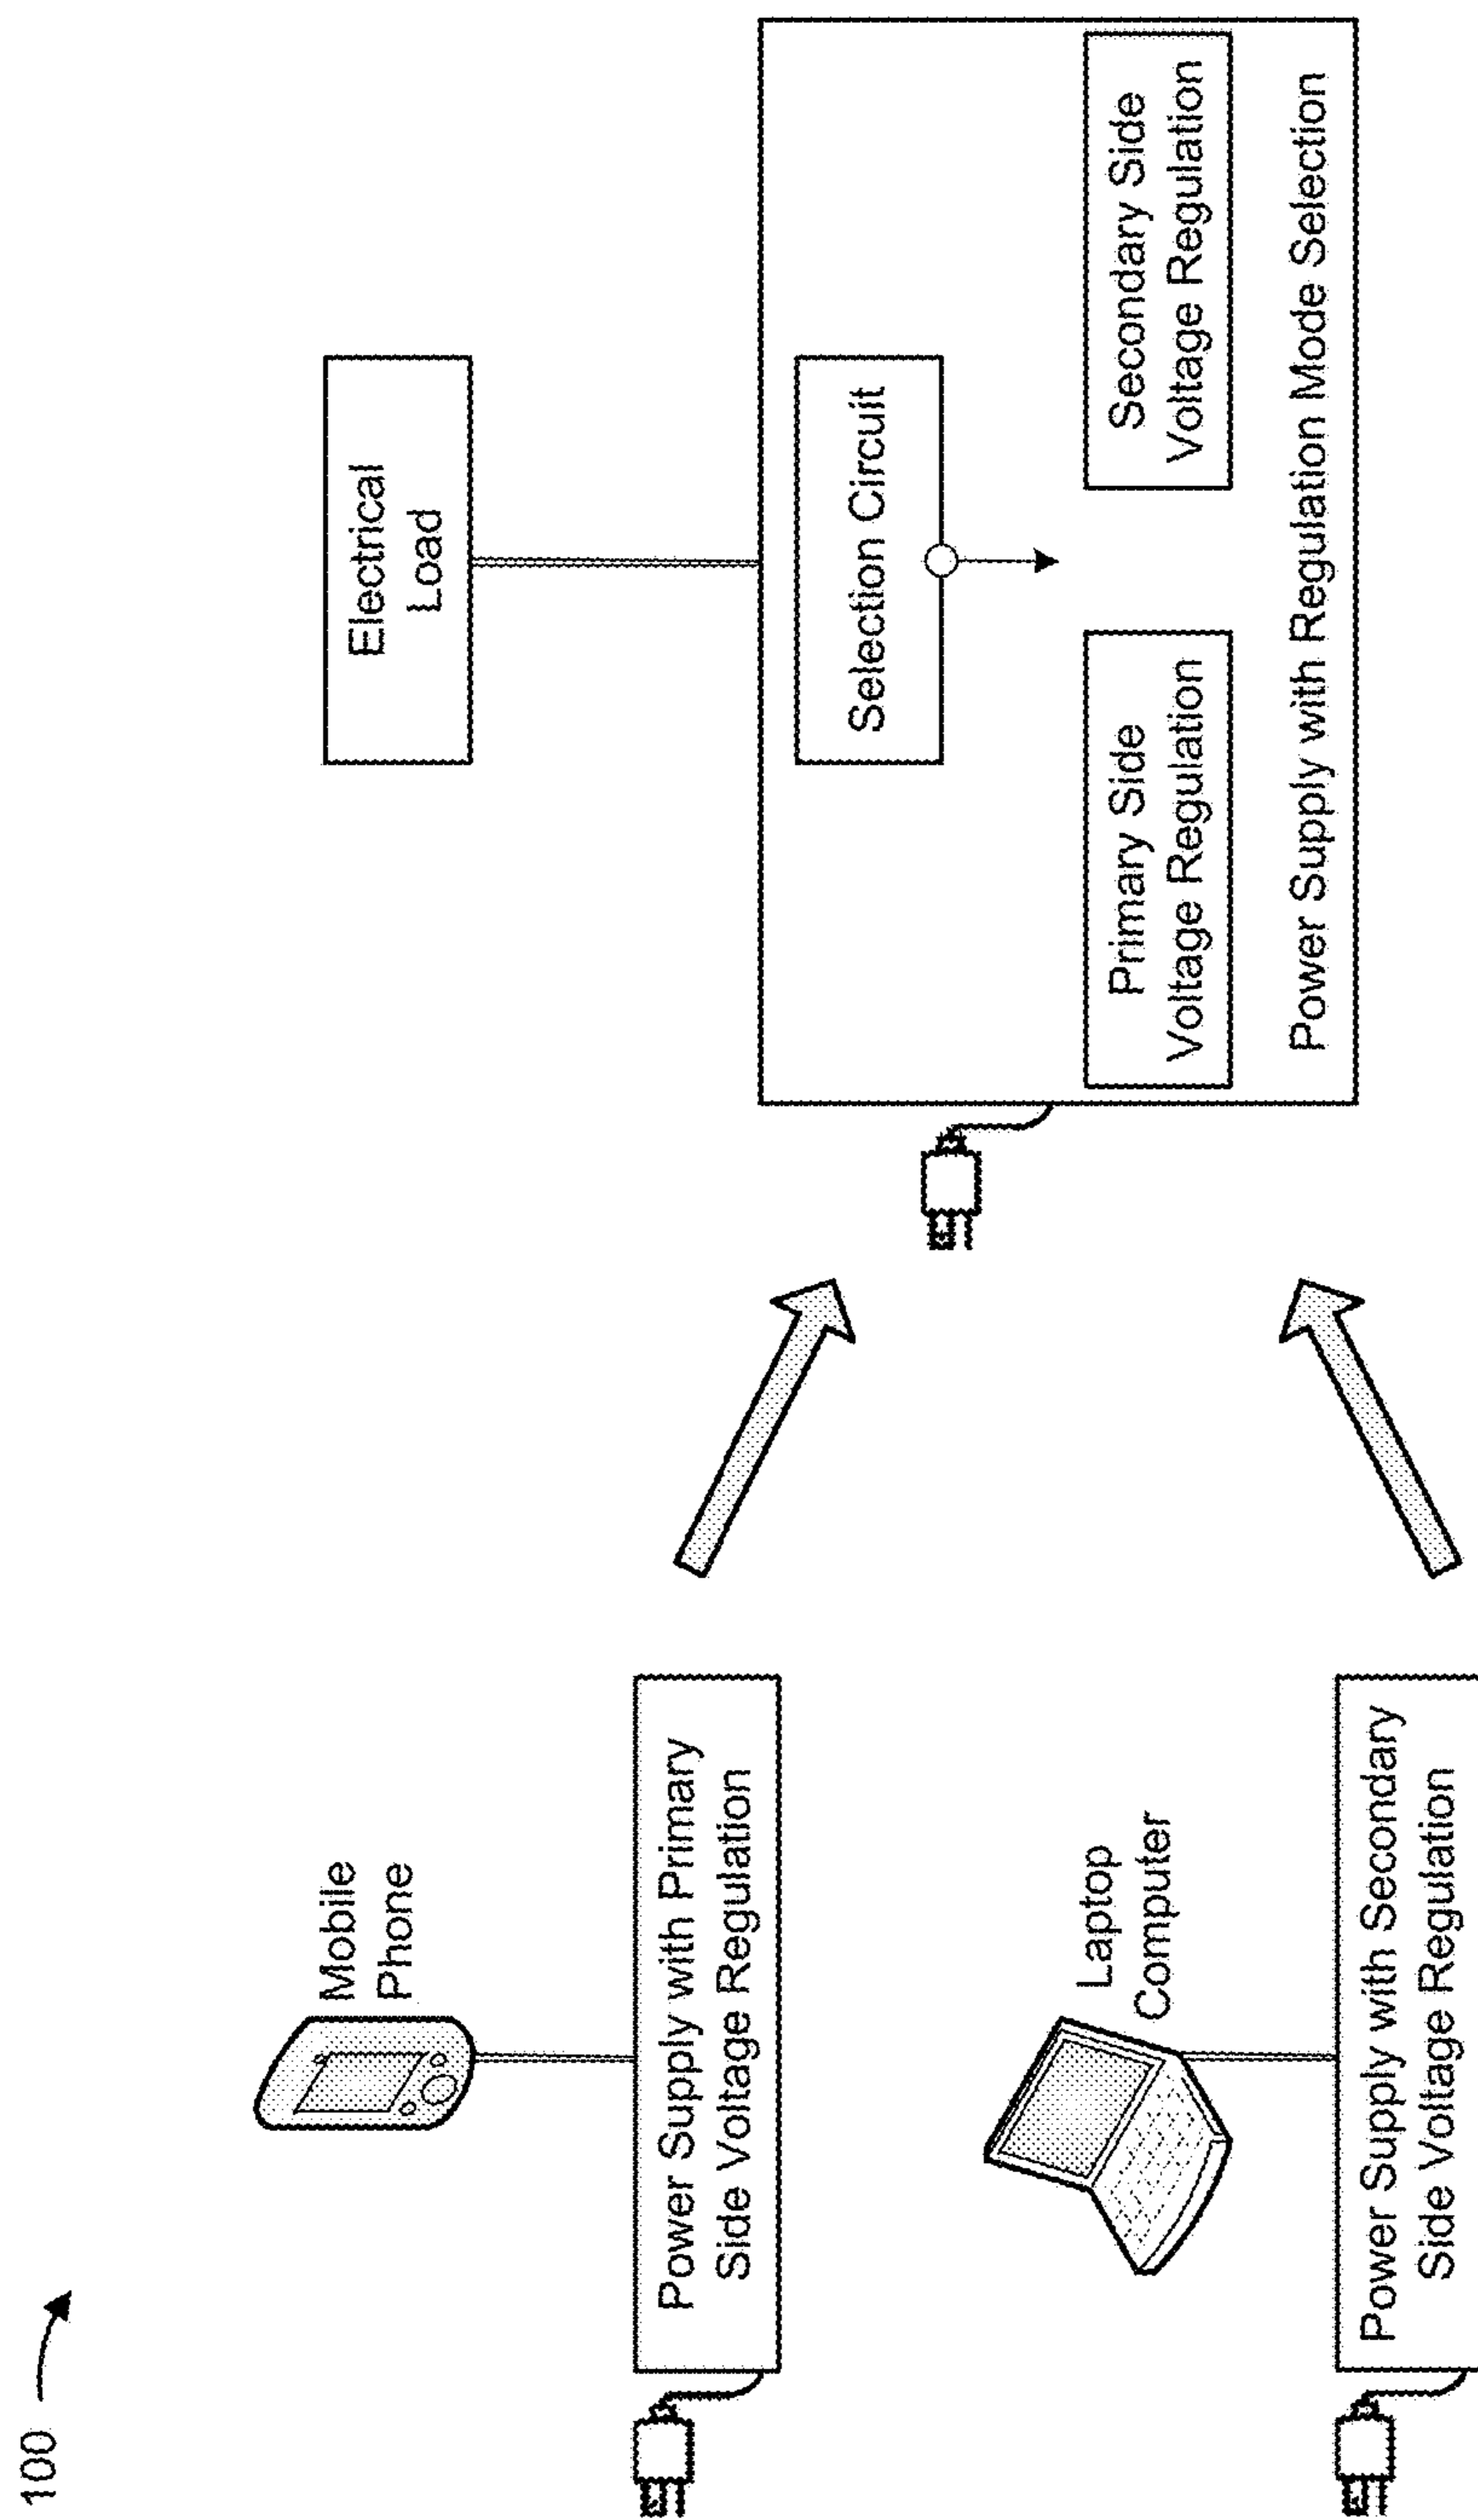 100
Mobile
Phone
Power Supply with Primary
Side Voltage Regulation
Laptop
Computer
Power Supply with Secondary
Side Voltage Regulation
Electrical
Load
Selection Circuit
Primary Side
Voltage Regulation
Secondary Side
Voltage Regulation
Power Supply with Regulation Mode Selection